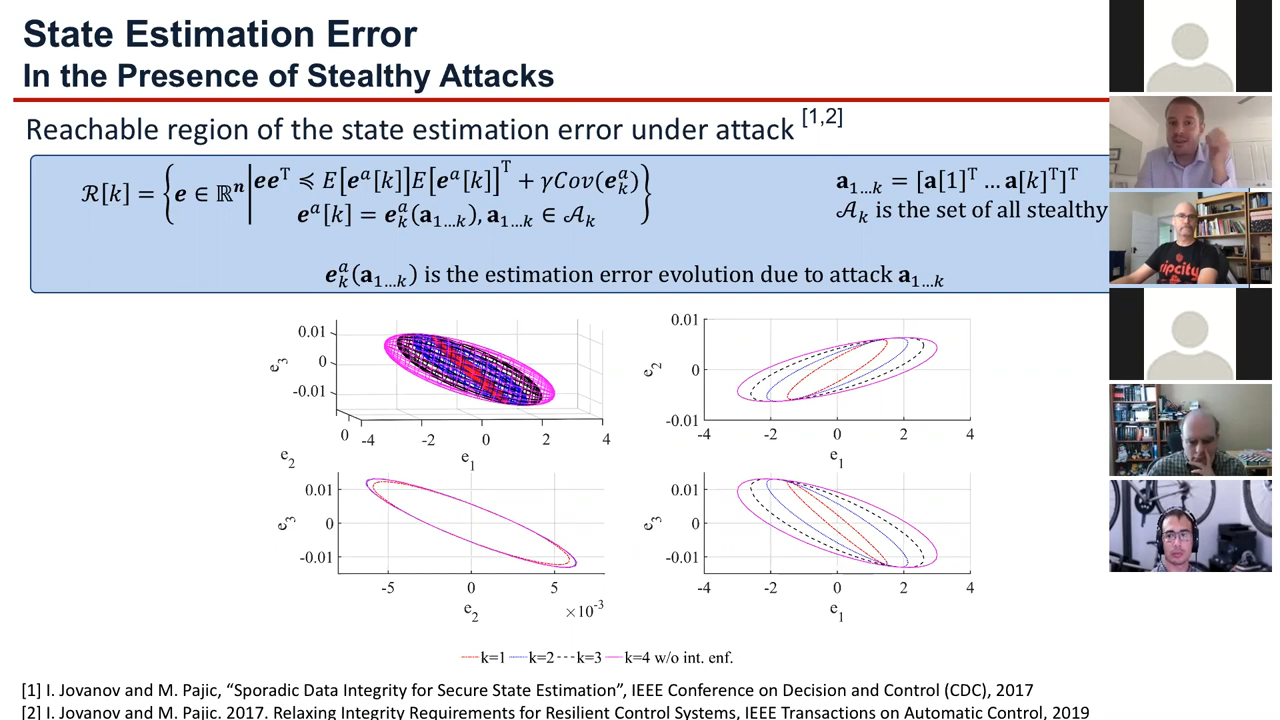 State Estimation Error
In the Presence of Stealthy Attacks
Reachable region of the state estimation error under attack [1,2]
ℛ[k] = { e ∈ ℝⁿ | eeᵀ ≼ E[eᵃ[k]]E[eᵃ[k]]ᵀ + γCov(eₖᵃ)
eᵃ[k] = eₖᵃ(a₁…ₖ), a₁…ₖ ∈ 𝒜ₖ }
a₁…ₖ = [a[1]ᵀ … a[k]ᵀ]ᵀ
𝒜ₖ is the set of all stealthy
eₖᵃ(a₁…ₖ) is the estimation error evolution due to attack a₁…ₖ
ripcity
0.01
0
-0.01
e₃
0
-4
-2
0
2
4
e₂
e₁
0.01
0
-0.01
e₂
-4
-2
0
2
4
e₁
0.01
0
-0.01
e₃
-5
0
5
×10⁻³
e₂
0.01
0
-0.01
e₃
-4
-2
0
2
4
e₁
k=1 k=2 k=3 k=4 w/o int. enf.
[1] I. Jovanov and M. Pajic, “Sporadic Data Integrity for Secure State Estimation”, IEEE Conference on Decision and Control (CDC), 2017
[2] I. Jovanov and M. Pajic. 2017. Relaxing Integrity Requirements for Resilient Control Systems, IEEE Transactions on Automatic Control, 2019